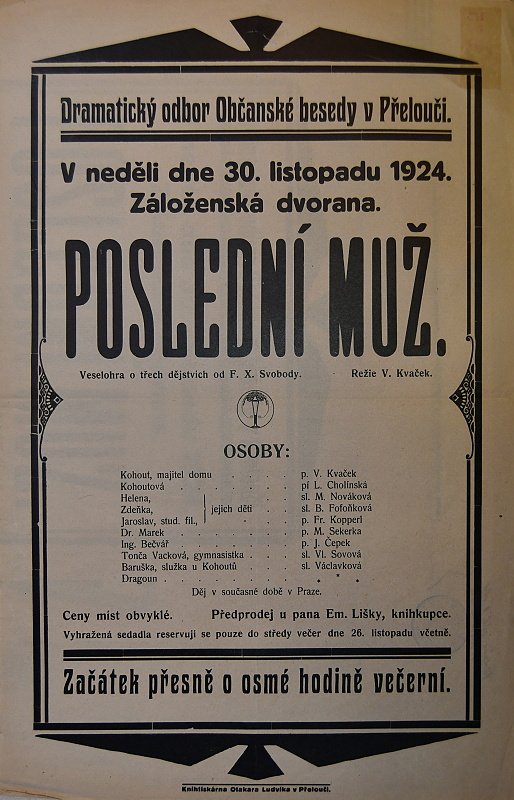 Dramatický odbor Občanské besedy v Přelouči.
V neděli dne 30. listopadu 1924.
Záloženská dvorana.
POSLEDNÍ MUŽ.
Veselohra o třech dějstvích od F. X. Svobody. Režie V. Kvaček.
OSOBY:
Kohout, majitel domu . . . . p. V. Kvaček
Kohoutová . . . . . . . pí L. Cholínská
Helena, . . . sl. M. Nováková
Zdeňka, jejich děti . . sl. B. Fofoňková
Jaroslav, stud. fil., . . . p. Fr. Kopperl
Dr. Marek . . . . . . . p. M. Sekerka
Ing. Bečvář . . . . . . . p. J. Čepek
Tonča Vacková, gymnasistka . . . sl. Vl. Sovová
Baruška, služka u Kohoutů . . . sl. Václavková
Dragoun . . . . . . . . * * *
Děj v současné době v Praze.
Ceny míst obvyklé. Předprodej u pana Em. Lišky, knihkupce.
Vyhražená sedadla reservují se pouze do středy večer dne 26. listopadu včetně.
Začátek přesně o osmé hodině večerní.
Knihtiskárna Otakara Ludvíka v Přelouči.